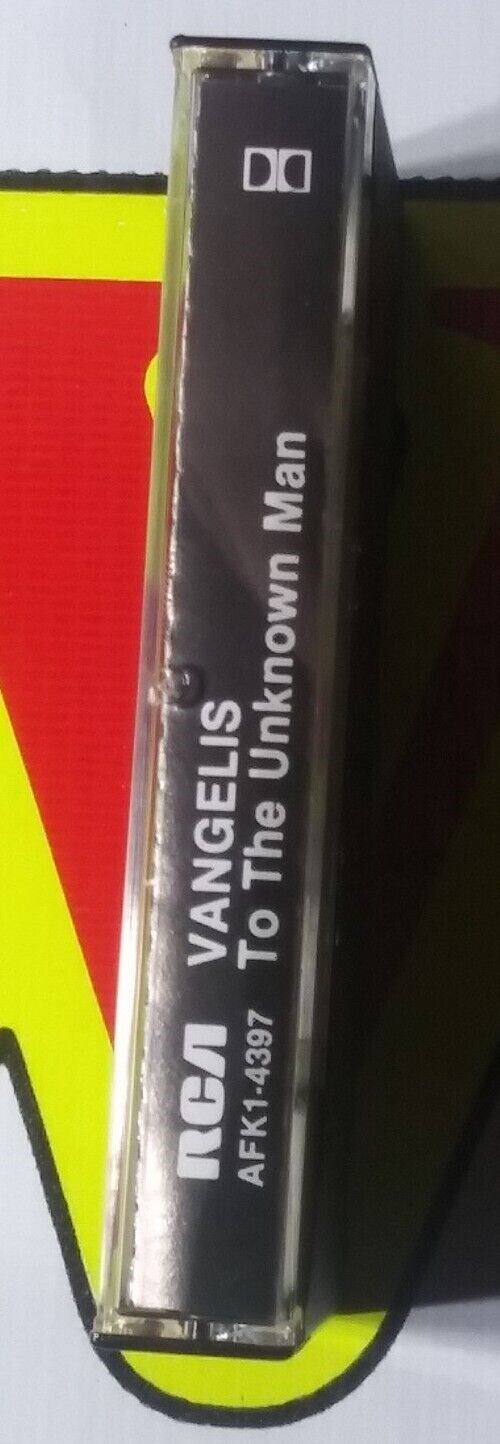 RCA VANGELIS
AFK1-4397 To The Unknown Man